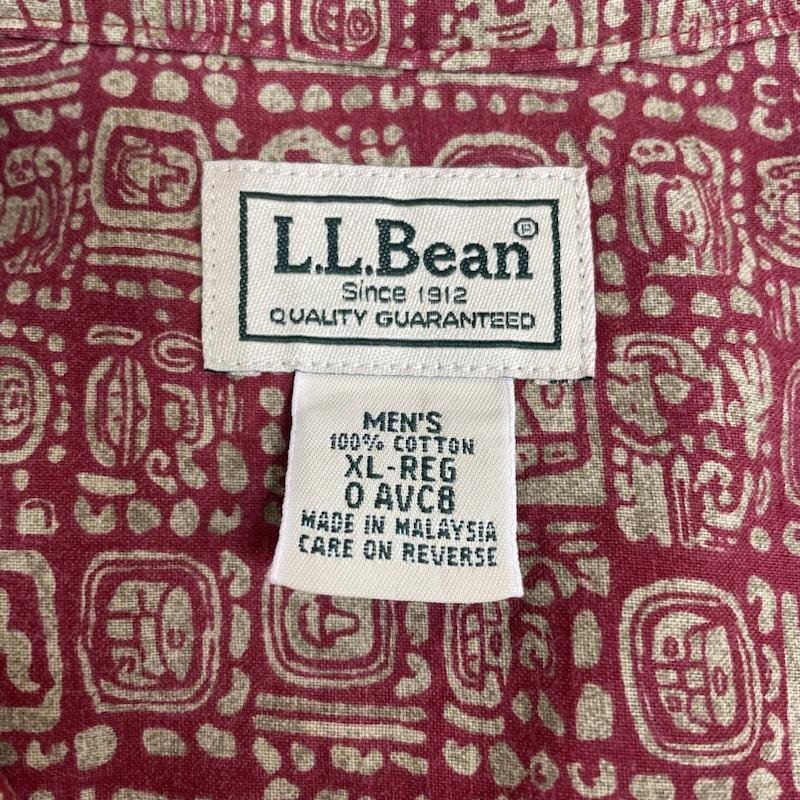 L.L.Bean®
Since 1912
QUALITY GUARANTEED
MEN'S
100% COTTON
XL-REG
0 AVC8
MADE IN MALAYSIA
CARE ON REVERSE